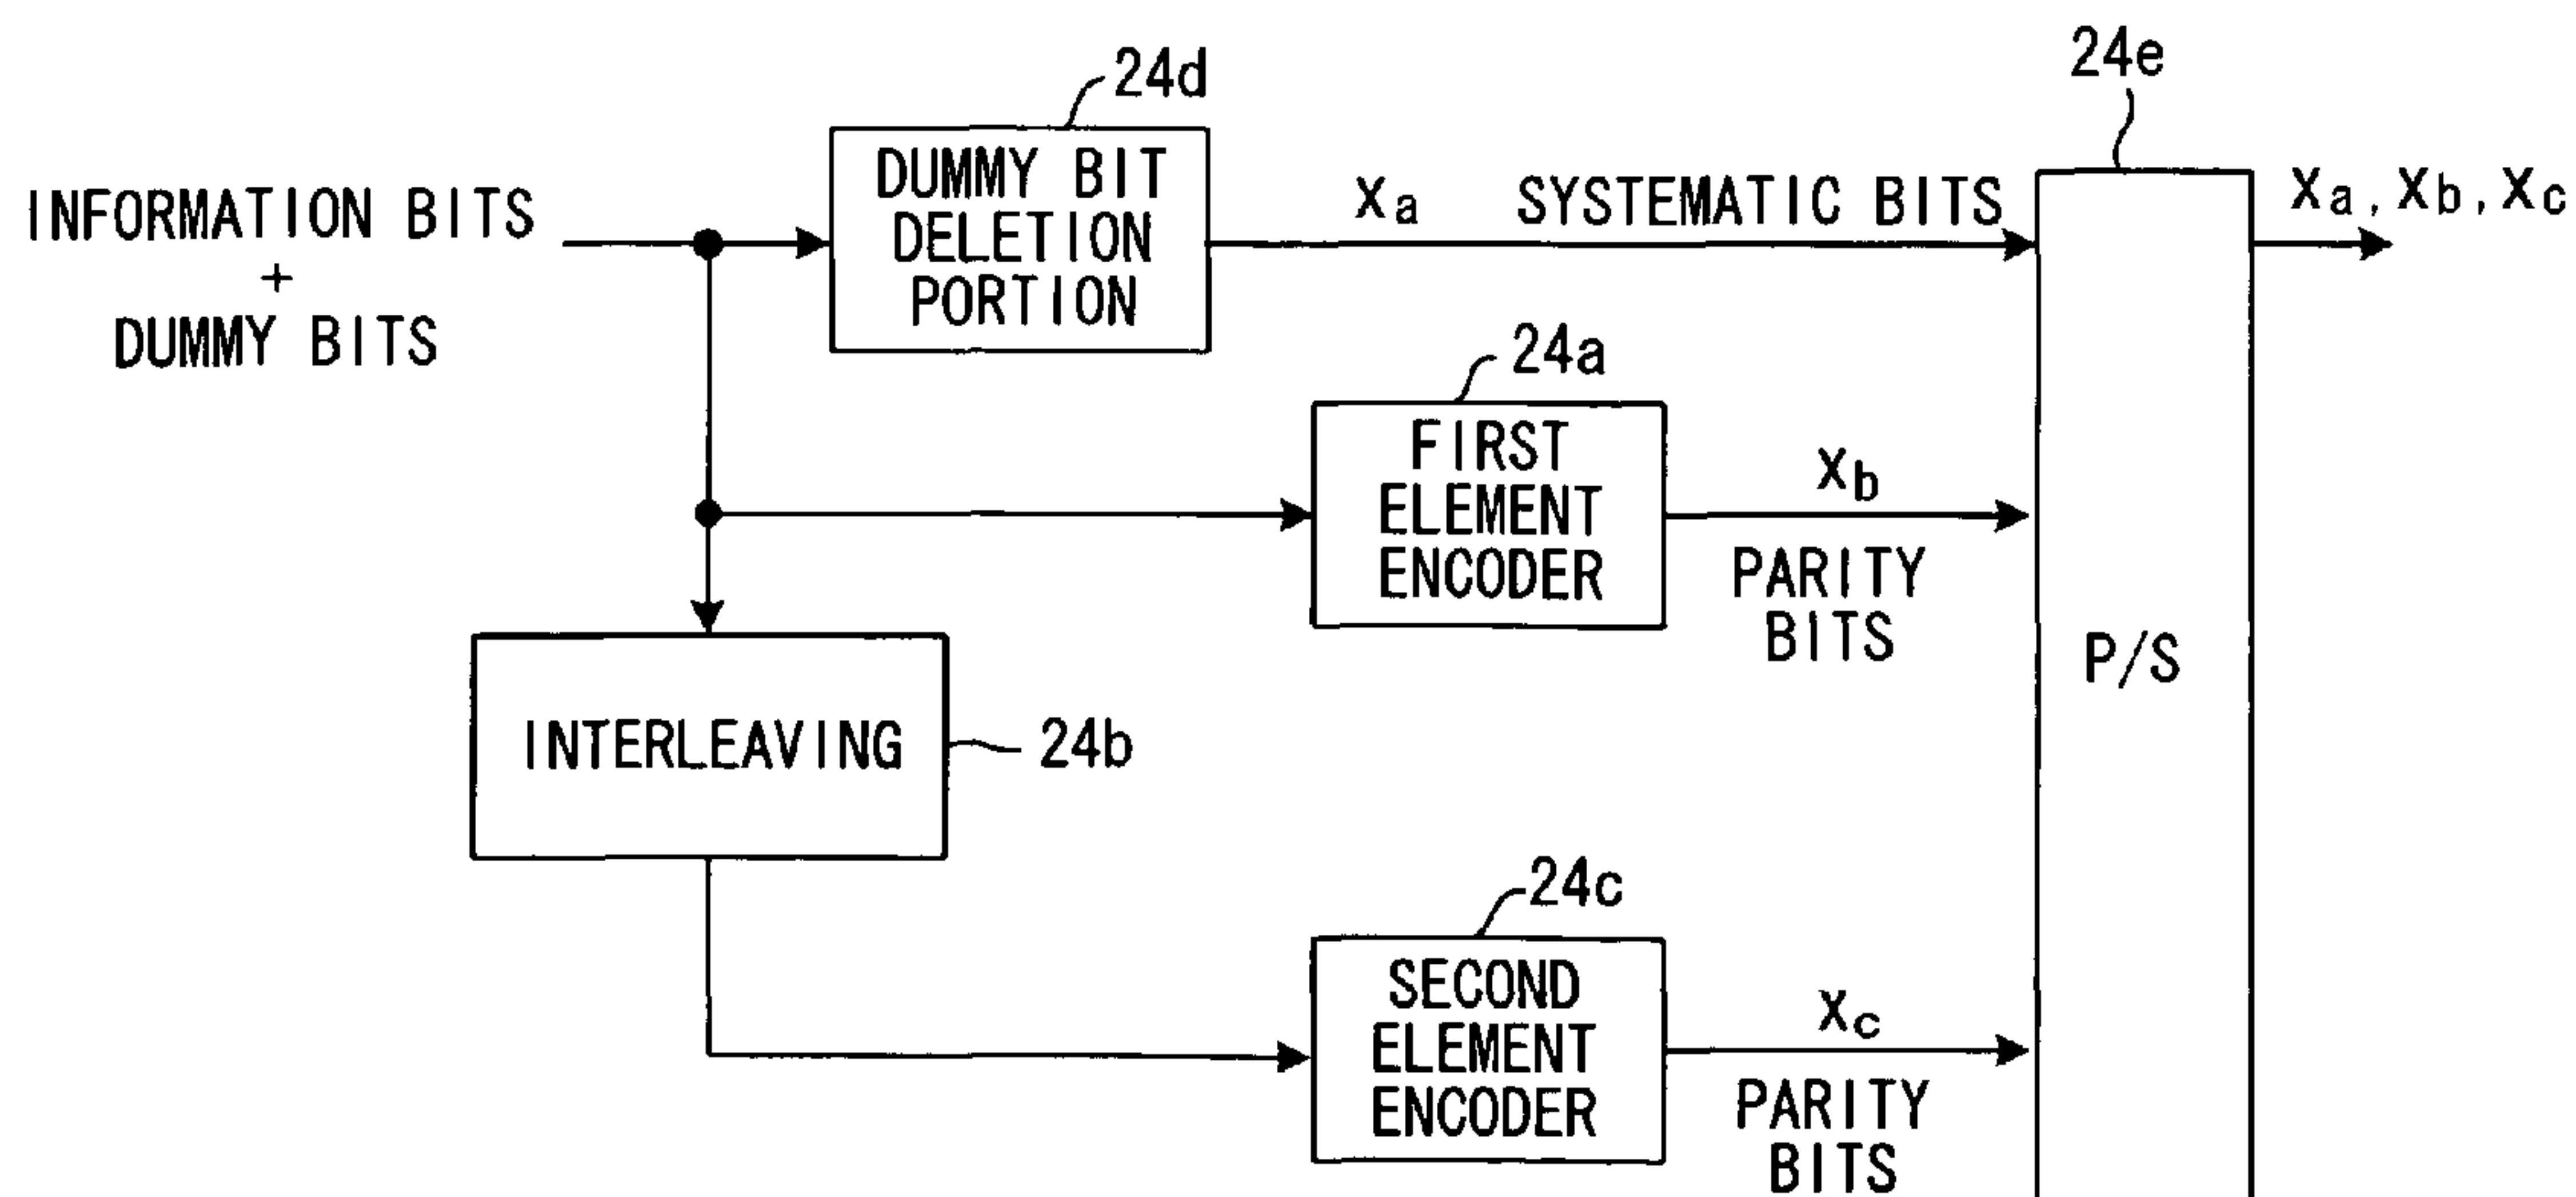 24d
24e
INFORMATION BITS
+
DUMMY BITS
DUMMY BIT
DELETION
PORTION
Xa SYSTEMATIC BITS
Xa, Xb, Xc
24a
FIRST
ELEMENT
ENCODER
Xb
PARITY
BITS
P/S
INTERLEAVING
24b
24c
SECOND
ELEMENT
ENCODER
Xc
PARITY
BITS